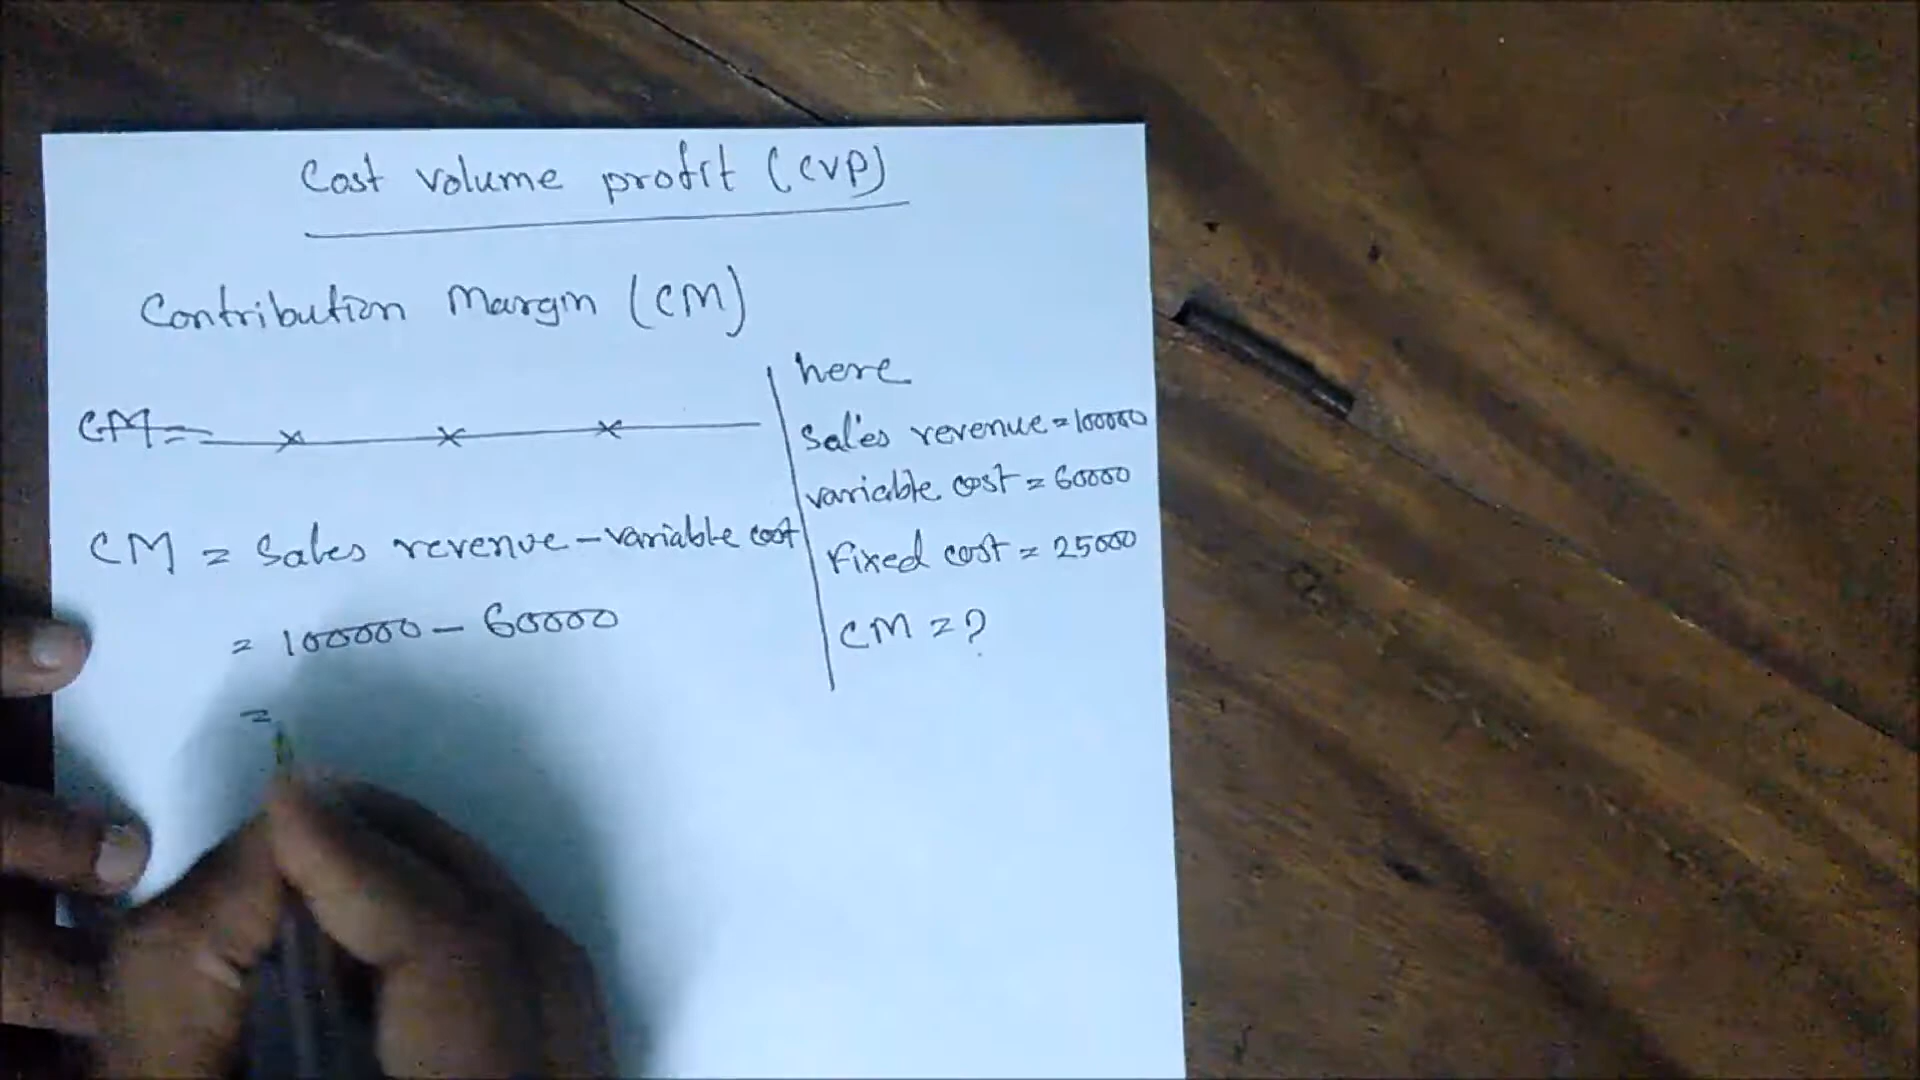 Cost volume profit (CVP)
Contribution Margin (CM)
CM=
CM = Sales revenue - variable cost
= 100000 - 60000
=
here
Sales revenue = 100000
variable cost = 60000
Fixed cost = 25000
CM = ?